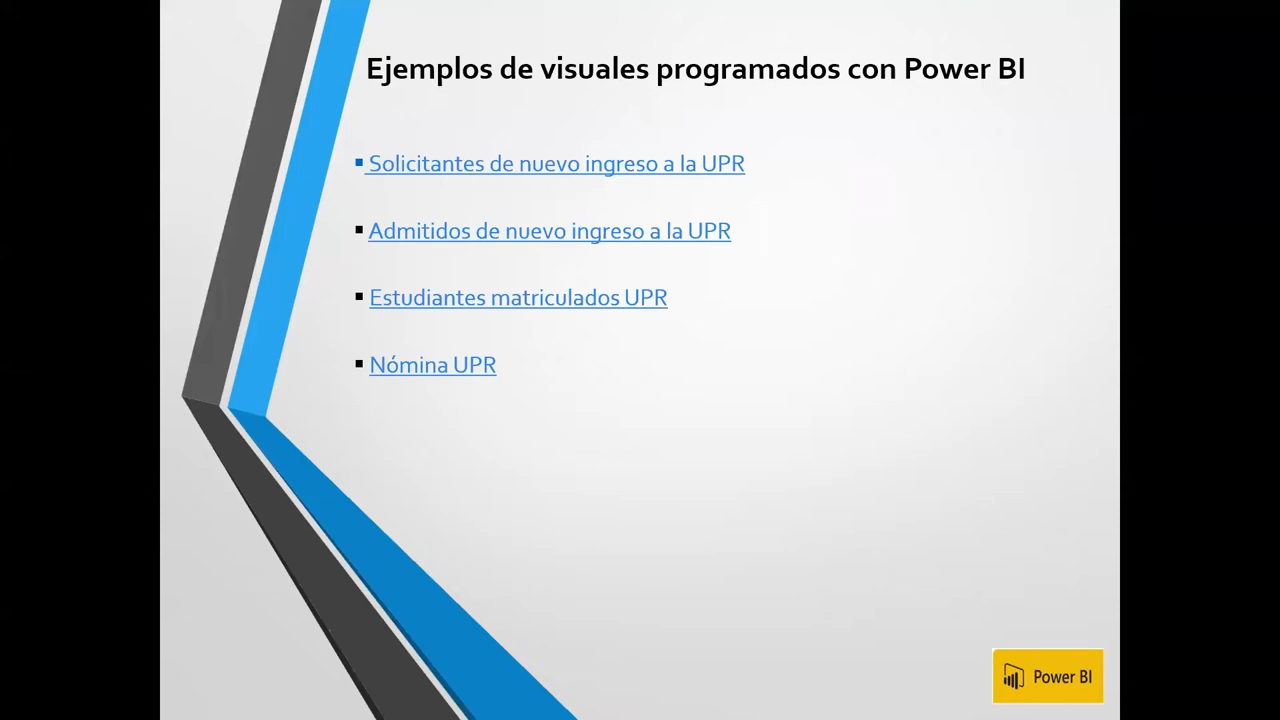 Ejemplos de visuales programados con Power BI
Solicitantes de nuevo ingreso a la UPR
Admitidos de nuevo ingreso a la UPR
Estudiantes matriculados UPR
Nómina UPR
Power BI